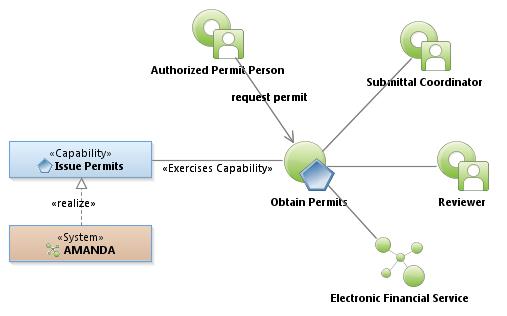 Authorized Permit Person
Submittal Coordinator
request permit
«Capability»
Issue Permits
«Exercises Capability»
Obtain Permits
Reviewer
«realize»
«System»
AMANDA
Electronic Financial Service